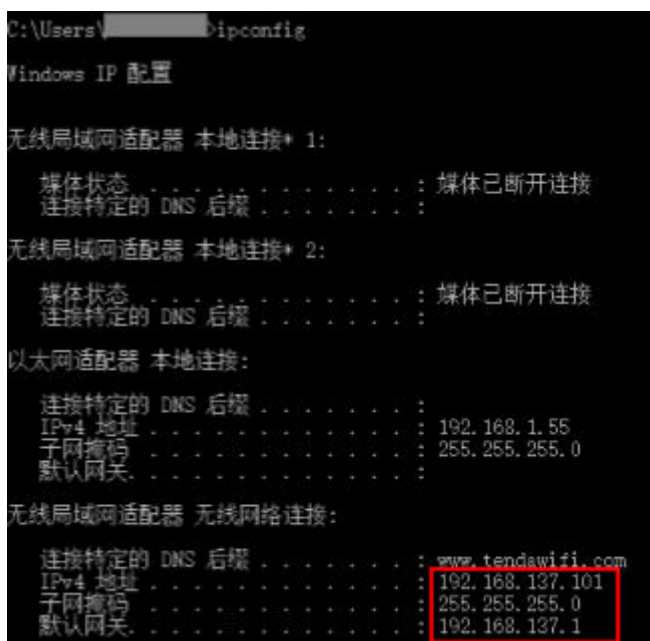 C:\Users\ >ipconfig
Windows IP 配置
无线局域网适配器 本地连接* 1:
媒体状态 . . . . . . . . . . . . : 媒体已断开连接
连接特定的 DNS 后缀 . . . . . . . :
无线局域网适配器 本地连接* 2:
媒体状态 . . . . . . . . . . . . : 媒体已断开连接
连接特定的 DNS 后缀 . . . . . . . :
以太网适配器 本地连接:
连接特定的 DNS 后缀 . . . . . . . :
IPv4 地址 . . . . . . . . . . . . : 192.168.1.55
子网掩码 . . . . . . . . . . . . : 255.255.255.0
默认网关. . . . . . . . . . . . . :
无线局域网适配器 无线网络连接:
连接特定的 DNS 后缀 . . . . . . . : www.tendawifi.com
IPv4 地址 . . . . . . . . . . . . : 192.168.137.101
子网掩码 . . . . . . . . . . . . : 255.255.255.0
默认网关. . . . . . . . . . . . . : 192.168.137.1